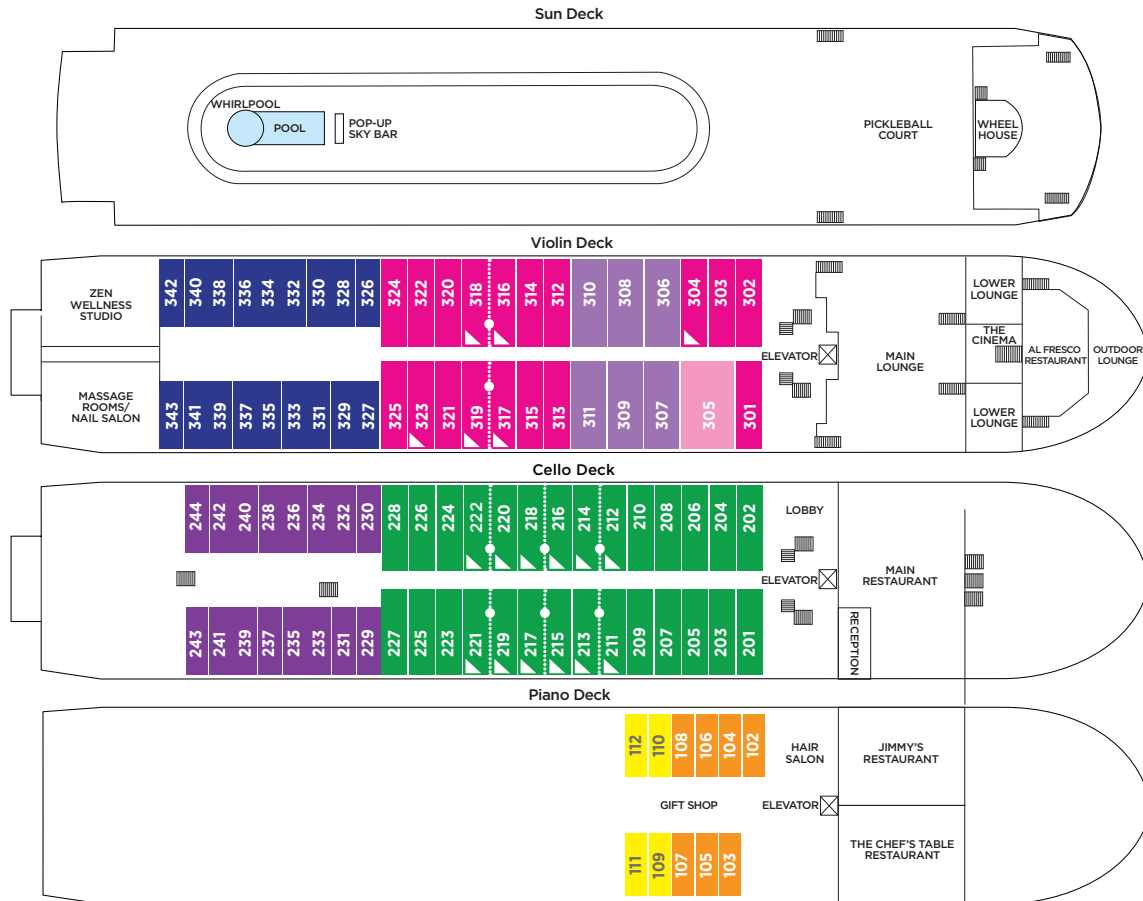 Sun Deck
WHIRLPOOL
POOL
POP-UP
SKY BAR
PICKLEBALL
COURT
WHEEL
HOUSE
Violin Deck
ZEN
WELLNESS
STUDIO
342
340
338
336
334
332
330
328
326
324
322
320
318
316
314
312
310
308
306
304
303
302
ELEVATOR
MAIN
LOUNGE
LOWER
LOUNGE
THE
CINEMA
AL FRESCO
RESTAURANT
OUTDOOR
LOUNGE
LOWER
LOUNGE
MASSAGE
ROOMS/
NAIL SALON
343
341
339
337
335
333
331
329
327
325
323
321
319
317
315
313
311
309
307
305
301
Cello Deck
244
242
240
238
236
234
232
230
228
226
224
222
220
218
216
214
212
210
208
206
204
202
LOBBY
ELEVATOR
MAIN
RESTAURANT
RECEPTION
243
241
239
237
235
233
231
229
227
225
223
221
219
217
215
213
211
209
207
205
203
201
Piano Deck
112
110
108
106
104
102
HAIR
SALON
JIMMY'S
RESTAURANT
GIFT SHOP
ELEVATOR
111
109
107
105
103
THE CHEF'S TABLE
RESTAURANT